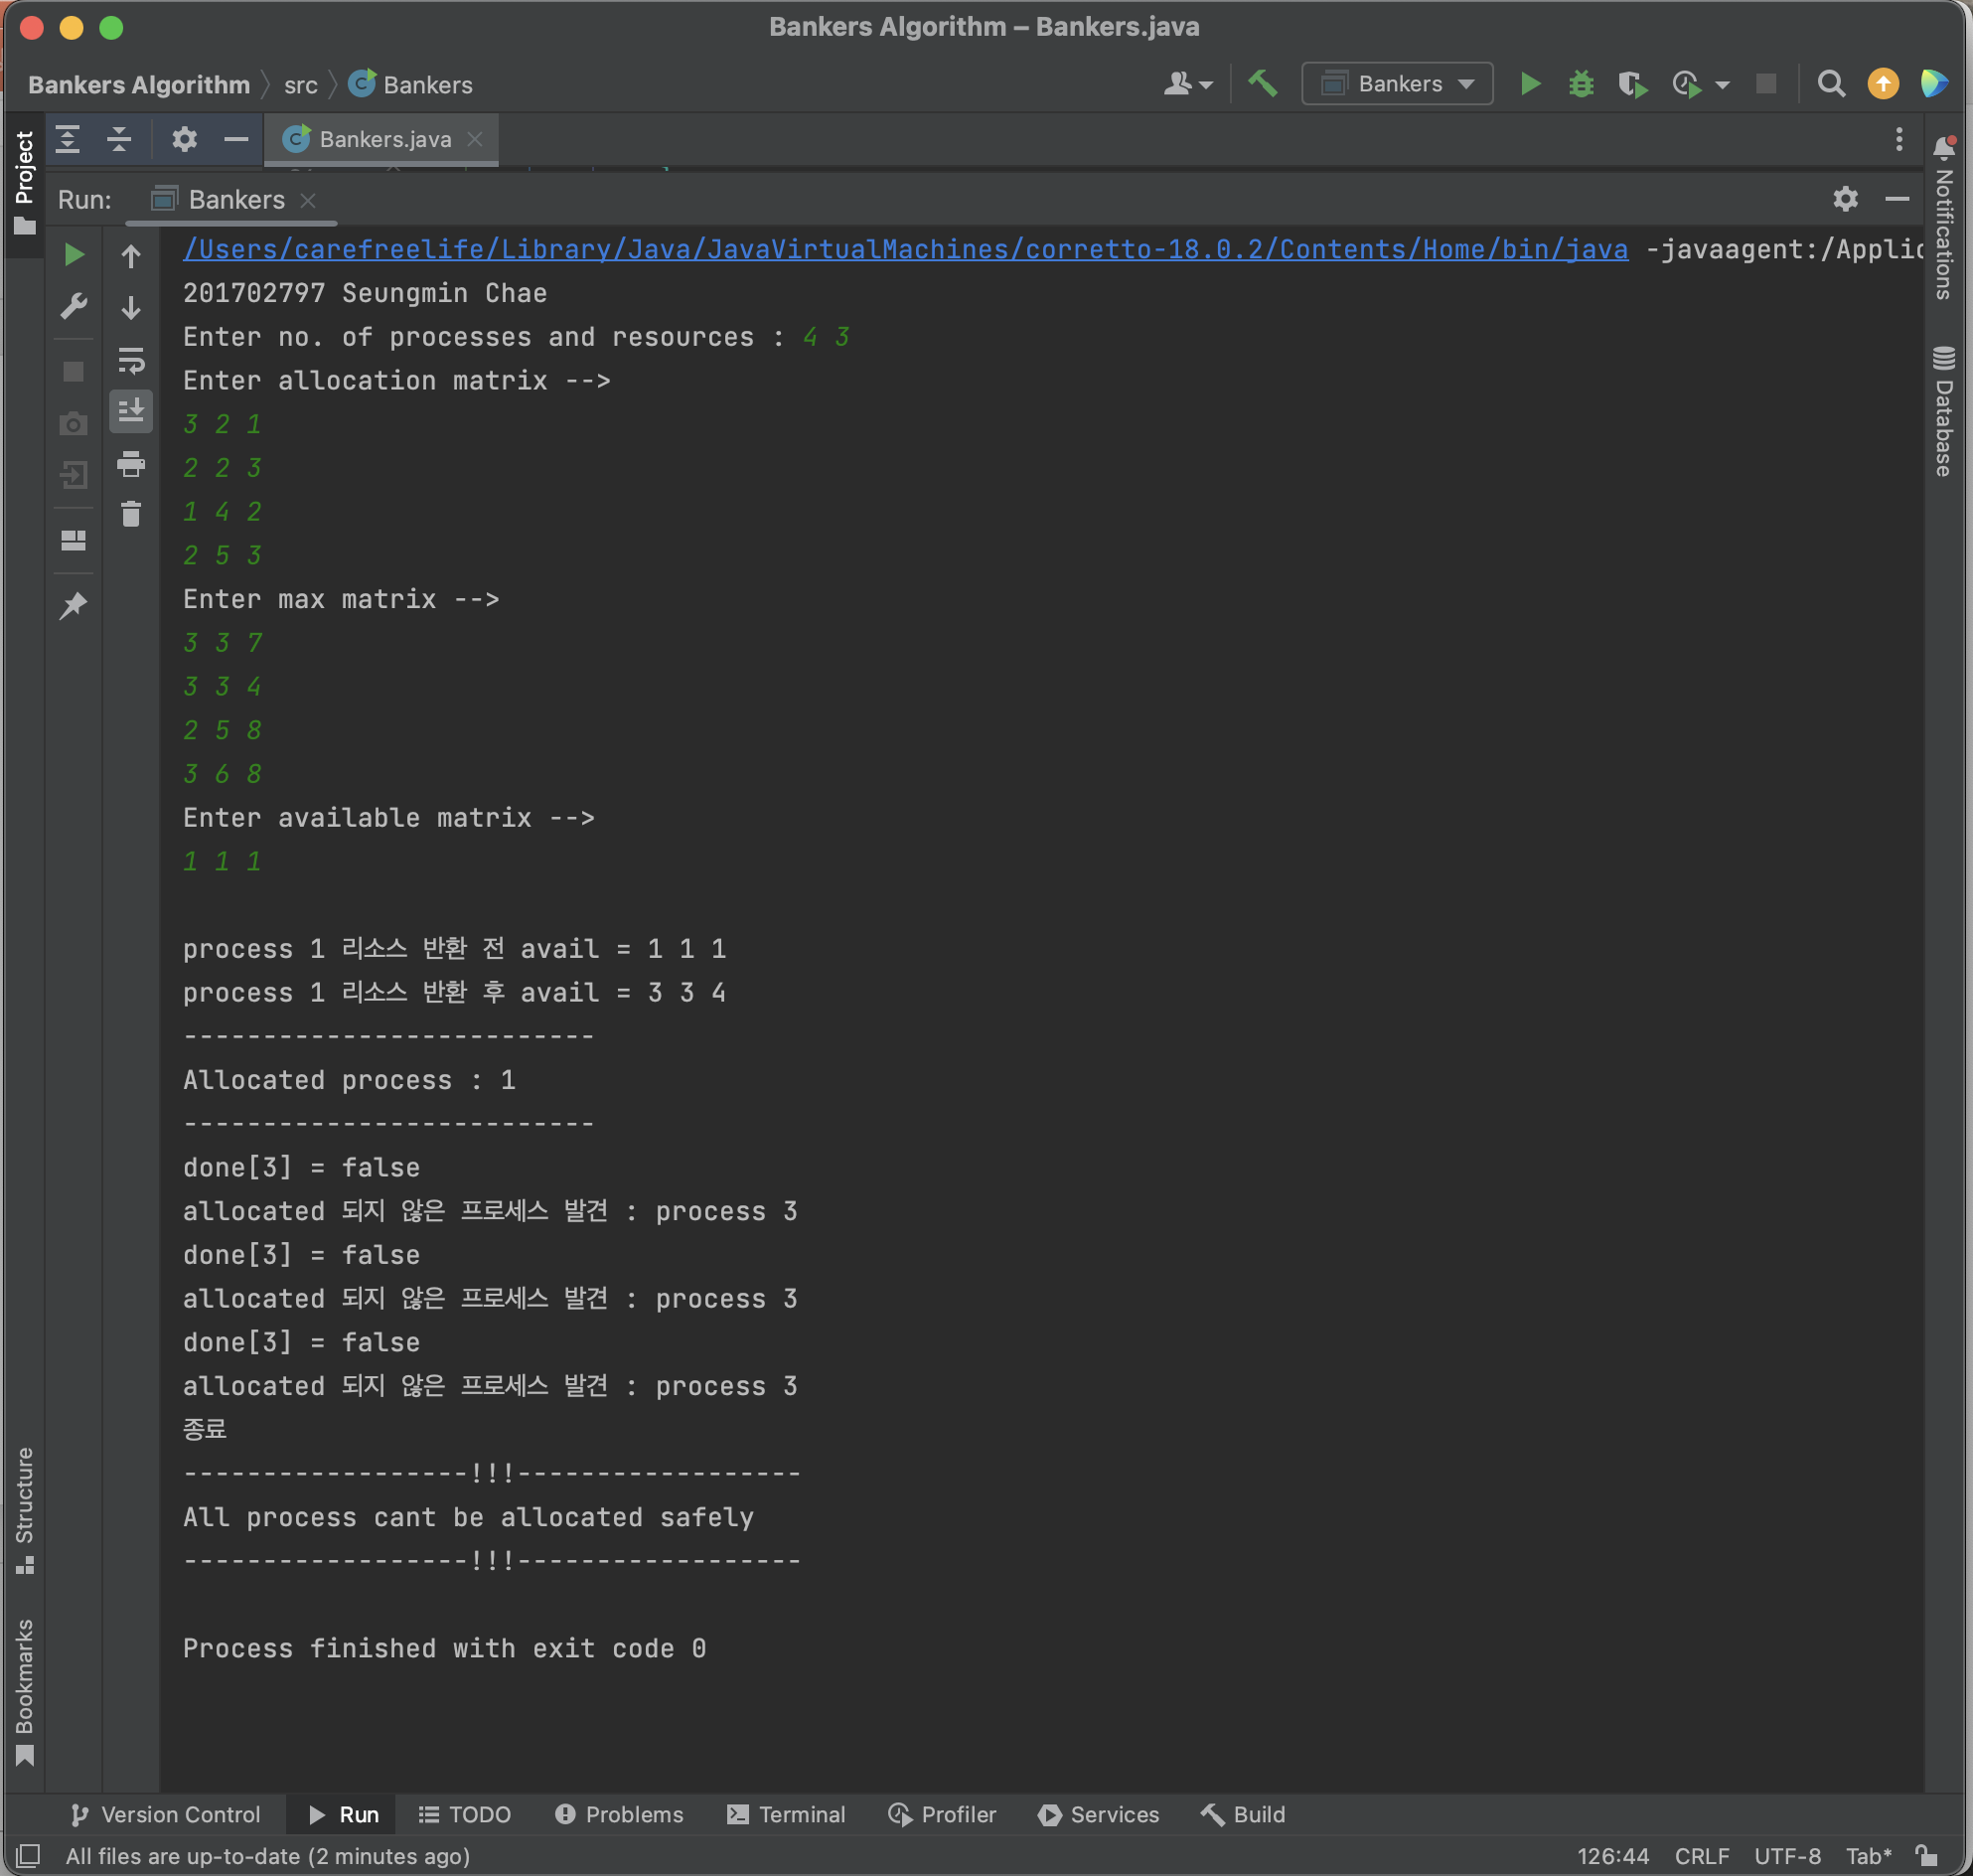 Bankers Algorithm – Bankers.java
Bankers Algorithm src Bankers
Bankers
Project
Bankers.java
Run: Bankers
Notifications
Database
/Users/carefreelife/Library/Java/JavaVirtualMachines/corretto-18.0.2/Contents/Home/bin/java -javaagent:/Applic
201702797 Seungmin Chae
Enter no. of processes and resources : 4 3
Enter allocation matrix -->
3 2 1
2 2 3
1 4 2
2 5 3
Enter max matrix -->
3 3 7
3 3 4
2 5 8
3 6 8
Enter available matrix -->
1 1 1
process 1 리소스 반환 전 avail = 1 1 1
process 1 리소스 반환 후 avail = 3 3 4
--------------------------
Allocated process : 1
--------------------------
done[3] = false
allocated 되지 않은 프로세스 발견 : process 3
done[3] = false
allocated 되지 않은 프로세스 발견 : process 3
done[3] = false
allocated 되지 않은 프로세스 발견 : process 3
종료
------------------!!!------------------
All process cant be allocated safely
------------------!!!------------------
Process finished with exit code 0
Structure
Bookmarks
Version Control Run TODO Problems Terminal Profiler Services Build
All files are up-to-date (2 minutes ago) 126:44 CRLF UTF-8 Tab*